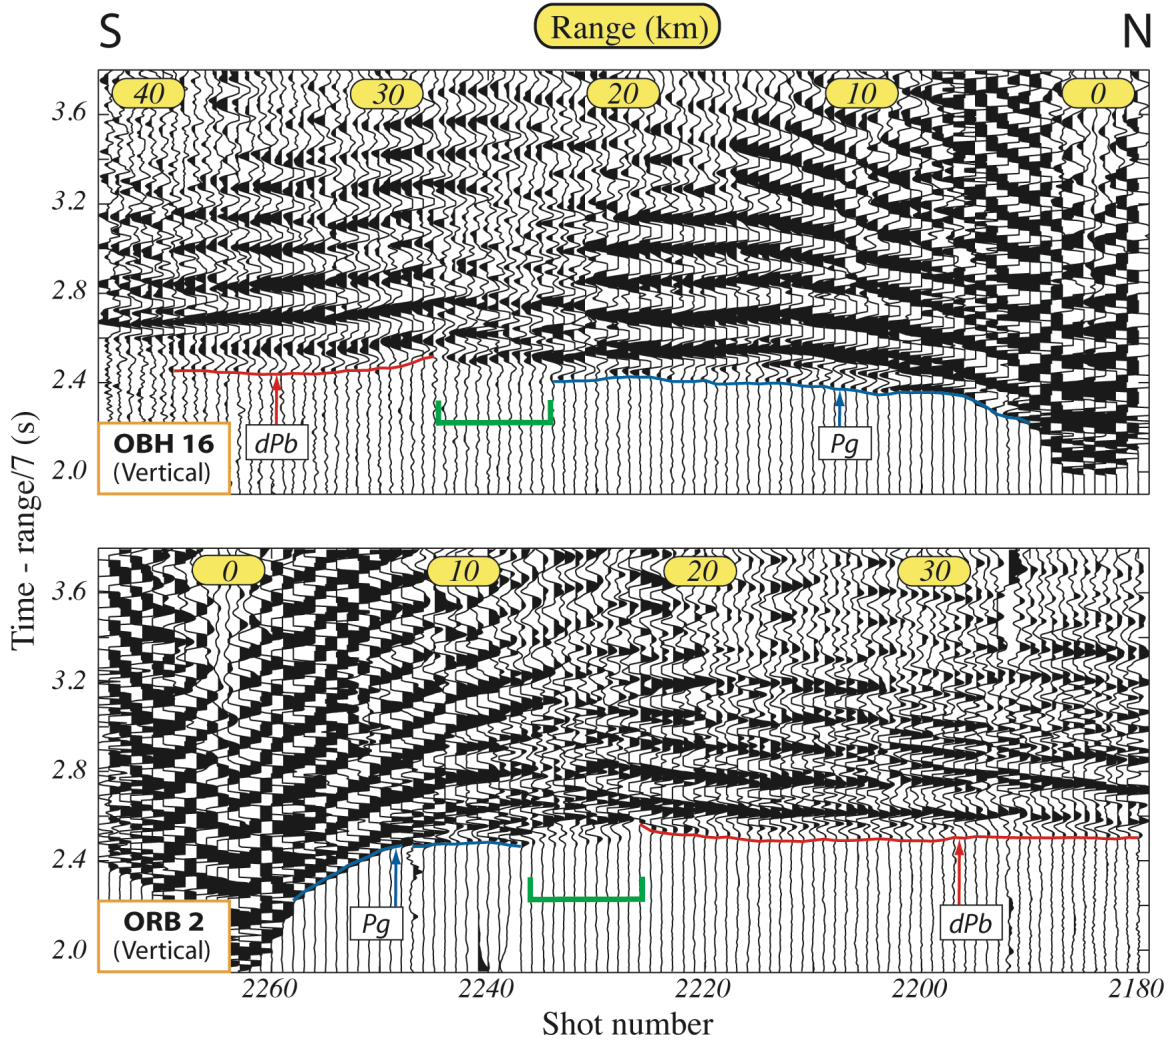 S Range (km) N
40 30 20 10 0
3.6
3.2
2.8
2.4
2.0
OBH 16
(Vertical)
dPb
Pg
Time - range/7 (s)
0 10 20 30
3.6
3.2
2.8
2.4
2.0
ORB 2
(Vertical)
Pg
dPb
2260 2240 2220 2200 2180
Shot number